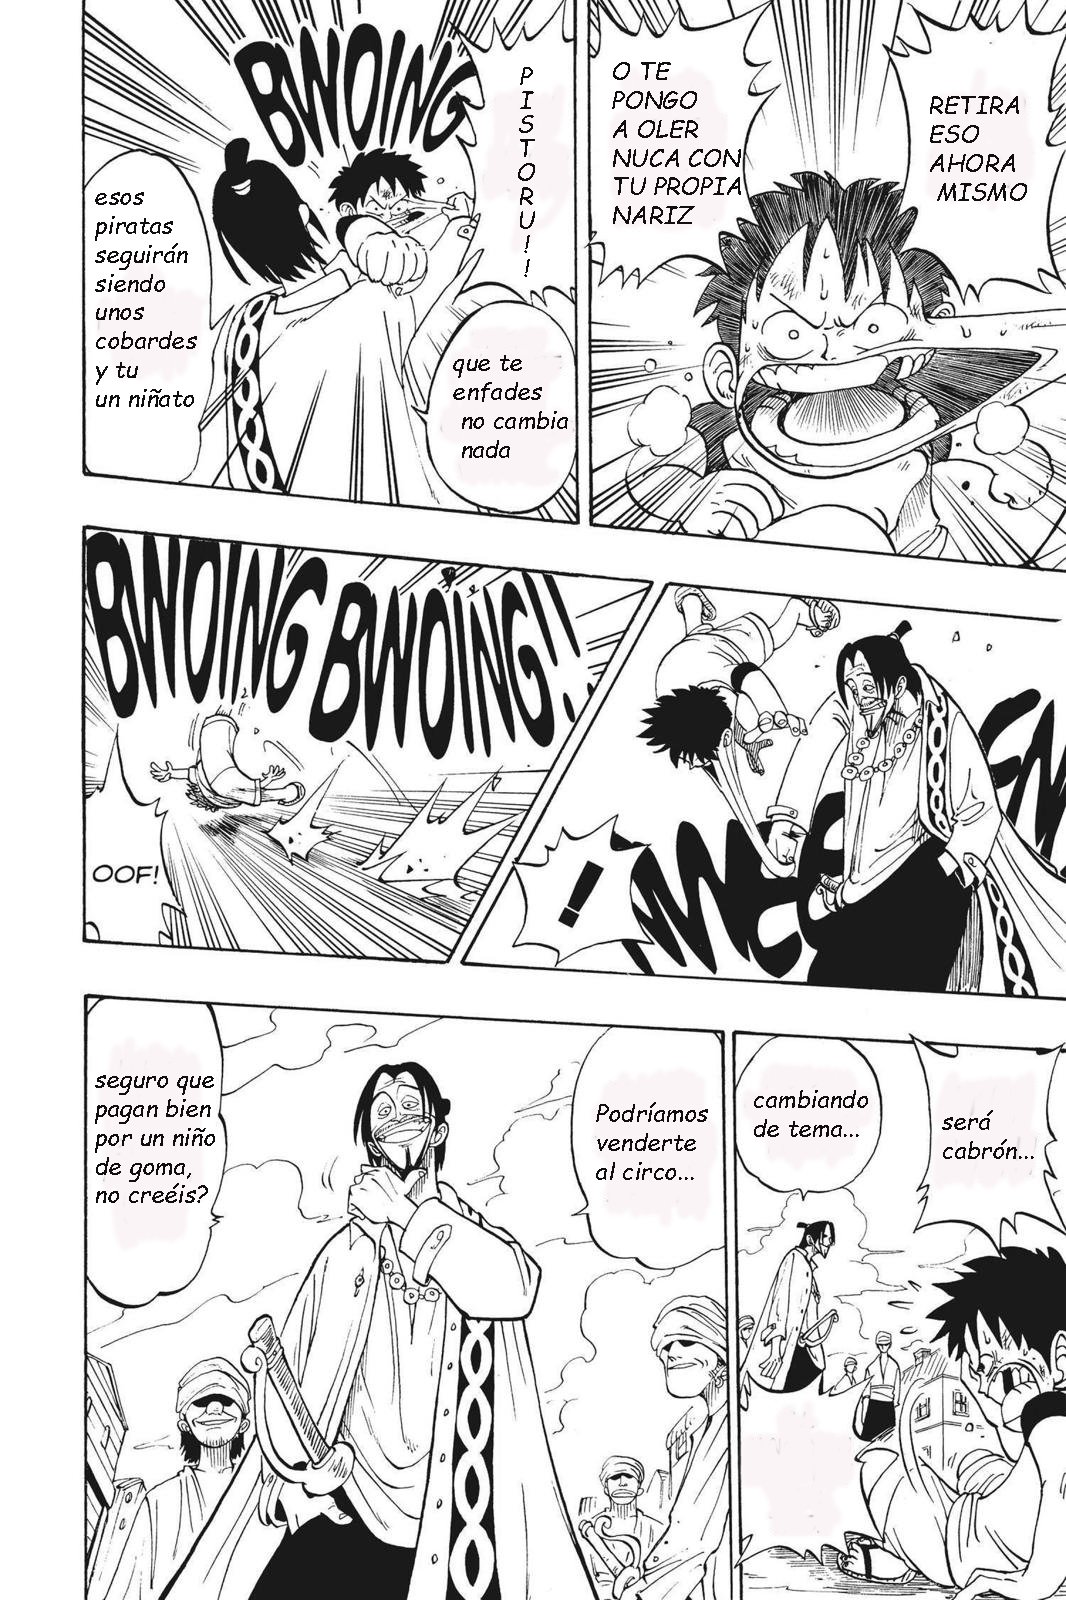 RETIRA
ESO
AHORA
MISMO
O TE
PONGO
A OLER
NUCA CON
TU PROPIA
NARIZ
PISTORU!!
BWOING
que te
enfades
no cambia
nada
esos
piratas
seguirán
siendo
unos
cobardes
y tu
un niñato
!
BWOING BWOING!!
OOF!
será
cabrón...
cambiando
de tema...
Podríamos
venderte
al circo...
seguro que
pagan bien
por un niño
de goma,
no creéis?